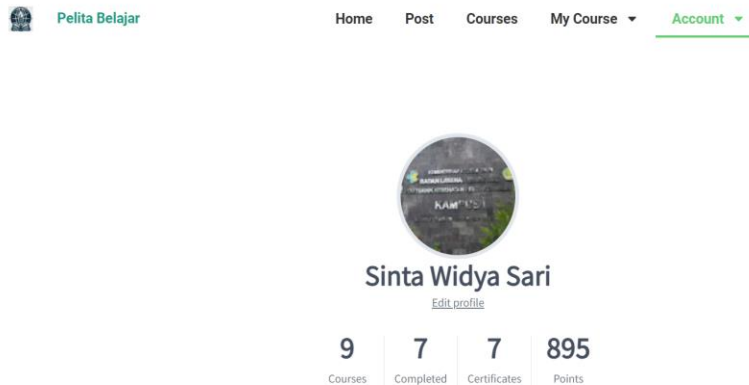 Pelita Belajar Home Post Courses My Course Account
KAMPUS
Sinta Widya Sari
Edit profile
9 7 7 895
Courses Completed Certificates Points